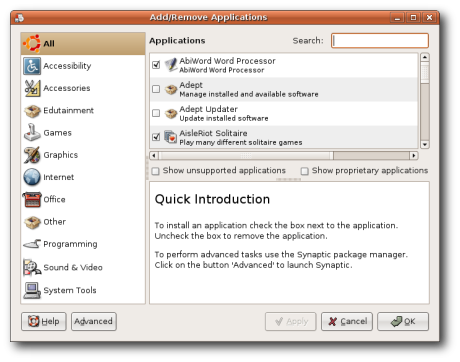 Add/Remove Applications
All
Accessibility
Accessories
Edutainment
Games
Graphics
Internet
Office
Other
Programming
Sound & Video
System Tools
Applications
Search:
AbiWord Word Processor
AbiWord Word Processor
Adept
Manage installed and available software
Adept Updater
Update installed software
AisleRiot Solitaire
Play many different solitaire games
Show unsupported applications
Show proprietary applications
Quick Introduction
To install an application check the box next to the application.
Uncheck the box to remove the application.
To perform advanced tasks use the Synaptic package manager.
Click on the button 'Advanced' to launch Synaptic.
Help
Advanced
Apply
Cancel
OK